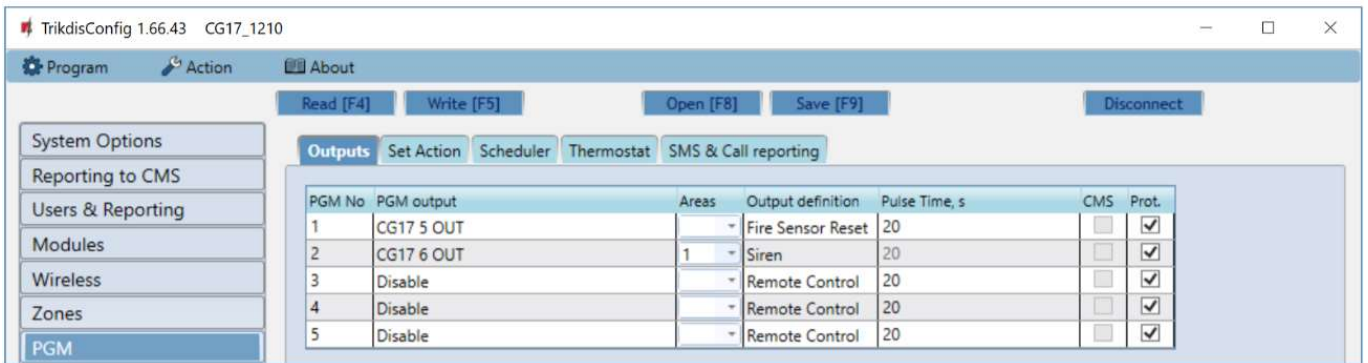 TrikdisConfig 1.66.43 CG17_1210
Program Action About
Read [F4] Write [F5] Open [F8] Save [F9] Disconnect
System Options
Reporting to CMS
Users & Reporting
Modules
Wireless
Zones
PGM
Outputs Set Action Scheduler Thermostat SMS & Call reporting
PGM No PGM output Areas Output definition Pulse Time, s CMS Prot.
1 CG17 5 OUT Fire Sensor Reset 20
2 CG17 6 OUT 1 Siren 20
3 Disable Remote Control 20
4 Disable Remote Control 20
5 Disable Remote Control 20